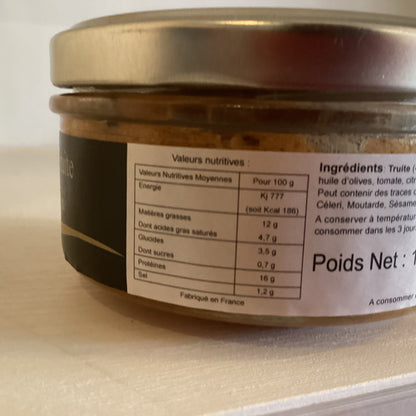 Valeurs nutritives :
Valeurs Nutritives Moyennes Pour 100 g
Energie Kj 777
(soit Kcal 186)
Matières grasses 12 g
Dont acides gras saturés 4,7 g
Glucides 3,5 g
Dont sucres 0,7 g
Protéines 16 g
Sel 1,2 g
Fabriqué en France
Ingrédients Truite (
huile d'olives, tomate, citr
Peut contenir des traces
Céleri, Moutarde, Sésame
A conserver à températur
consommer dans les 3 jour
Poids Net : 1
A consommer